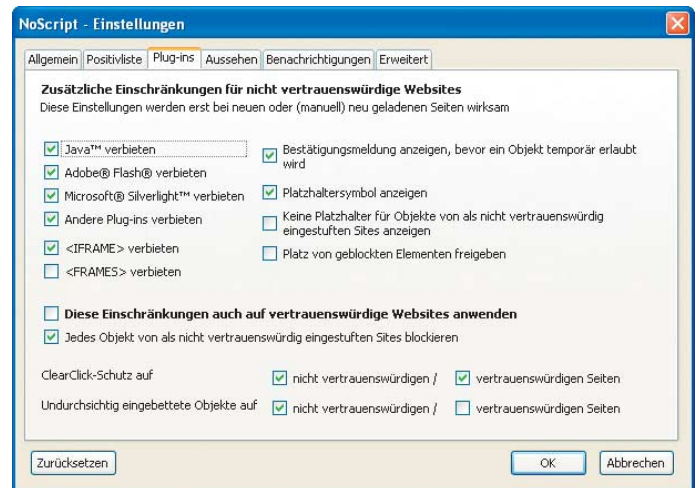 NoScript - Einstellungen
Allgemein Positivliste Plug-ins Aussehen Benachrichtigungen Erweitert
Zusätzliche Einschränkungen für nicht vertrauenswürdige Websites
Diese Einstellungen werden erst bei neuen oder (manuell) neu geladenen Seiten wirksam
Java™ verbieten
Adobe® Flash® verbieten
Microsoft® Silverlight™ verbieten
Andere Plug-ins verbieten
<IFRAME> verbieten
<FRAMES> verbieten
Bestätigungsmeldung anzeigen, bevor ein Objekt temporär erlaubt
wird
Platzhaltersymbol anzeigen
Keine Platzhalter für Objekte von als nicht vertrauenswürdig
eingestuften Sites anzeigen
Platz von geblockten Elementen freigeben
Diese Einschränkungen auch auf vertrauenswürdige Websites anwenden
Jedes Objekt von als nicht vertrauenswürdig eingestuften Sites blockieren
ClearClick-Schutz auf nicht vertrauenswürdigen / vertrauenswürdigen Seiten
Undurchsichtig eingebettete Objekte auf nicht vertrauenswürdigen / vertrauenswürdigen Seiten
Zurücksetzen OK Abbrechen